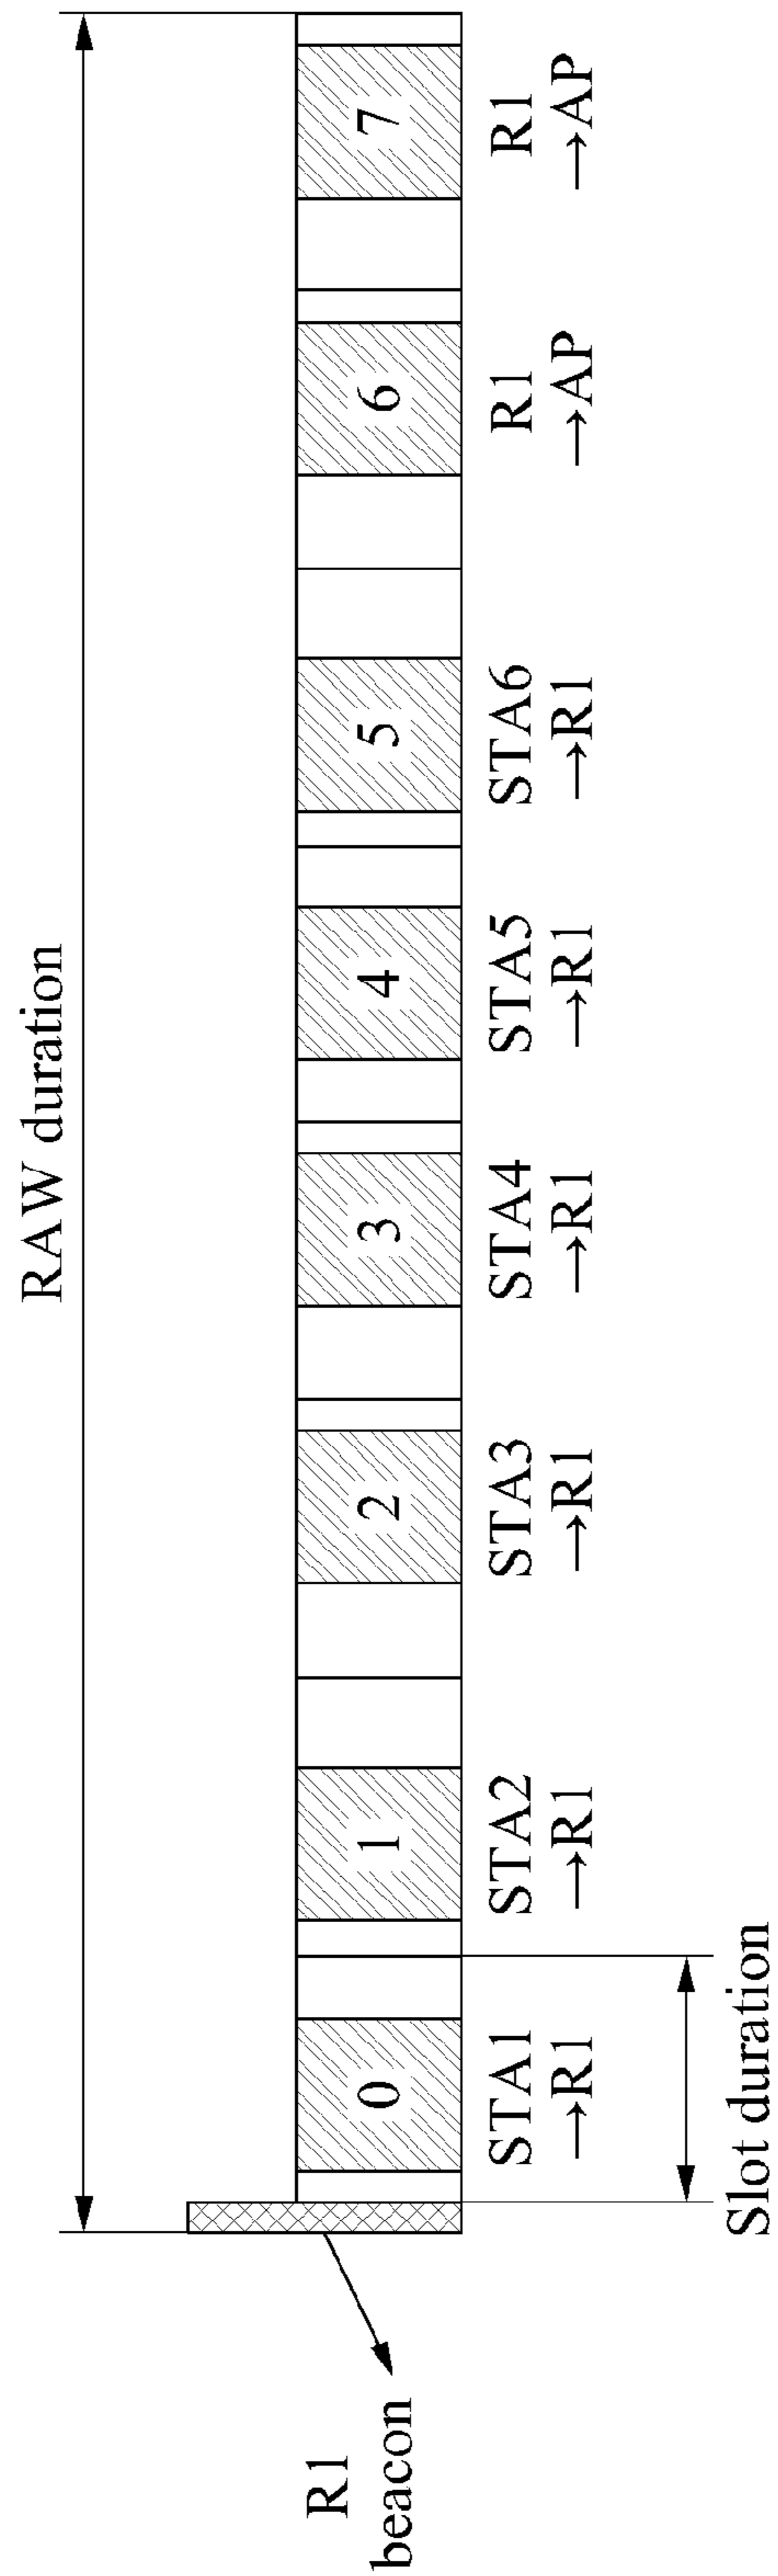 RAW duration
R1
beacon
0
1
2
3
4
5
6
7
STA1
→R1
STA2
→R1
STA3
→R1
STA4
→R1
STA5
→R1
STA6
→R1
R1
→AP
R1
→AP
Slot duration